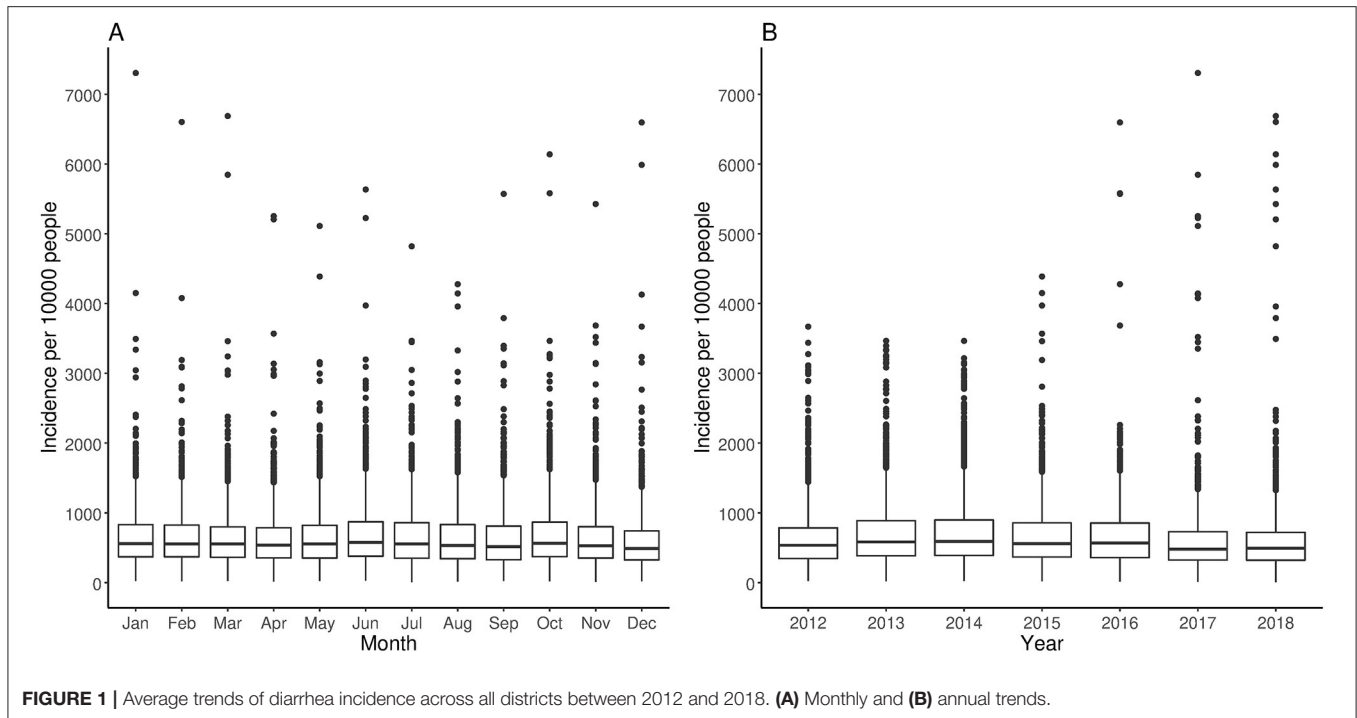 A
Incidence per 10000 people
7000
6000
5000
4000
3000
2000
1000
0
Jan Feb Mar Apr May Jun Jul Aug Sep Oct Nov Dec
Month
B
Incidence per 10000 people
7000
6000
5000
4000
3000
2000
1000
0
2012 2013 2014 2015 2016 2017 2018
Year
FIGURE 1 | Average trends of diarrhea incidence across all districts between 2012 and 2018. (A) Monthly and (B) annual trends.